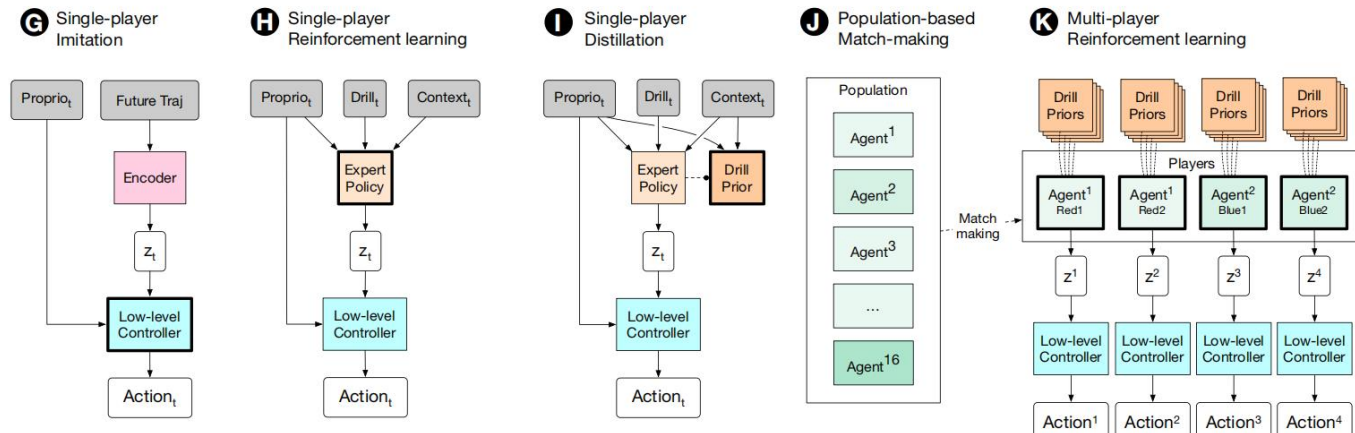 G Single-player
Imitation
Proprioₜ
Future Traj
Encoder
zₜ
Low-level
Controller
Actionₜ
H Single-player
Reinforcement learning
Proprioₜ
Drillₜ
Contextₜ
Expert
Policy
zₜ
Low-level
Controller
Actionₜ
I Single-player
Distillation
Proprioₜ
Drillₜ
Contextₜ
Expert
Policy
Drill
Prior
zₜ
Low-level
Controller
Actionₜ
J Population-based
Match-making
Population
Agent¹
Agent²
Agent³
...
Agent¹⁶
Match
making
K Multi-player
Reinforcement learning
Drill
Priors
Drill
Priors
Drill
Priors
Drill
Priors
Players
Agent¹
Red1
Agent¹
Red2
Agent²
Blue1
Agent²
Blue2
z¹
z²
z³
z⁴
Low-level
Controller
Low-level
Controller
Low-level
Controller
Low-level
Controller
Action¹
Action²
Action³
Action⁴